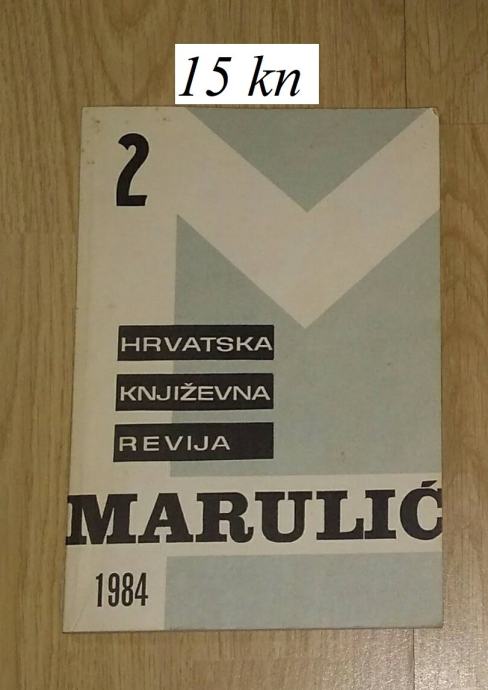 15 kn
2
HRVATSKA
KNJIŽEVNA
REVIJA
MARULIĆ
1984